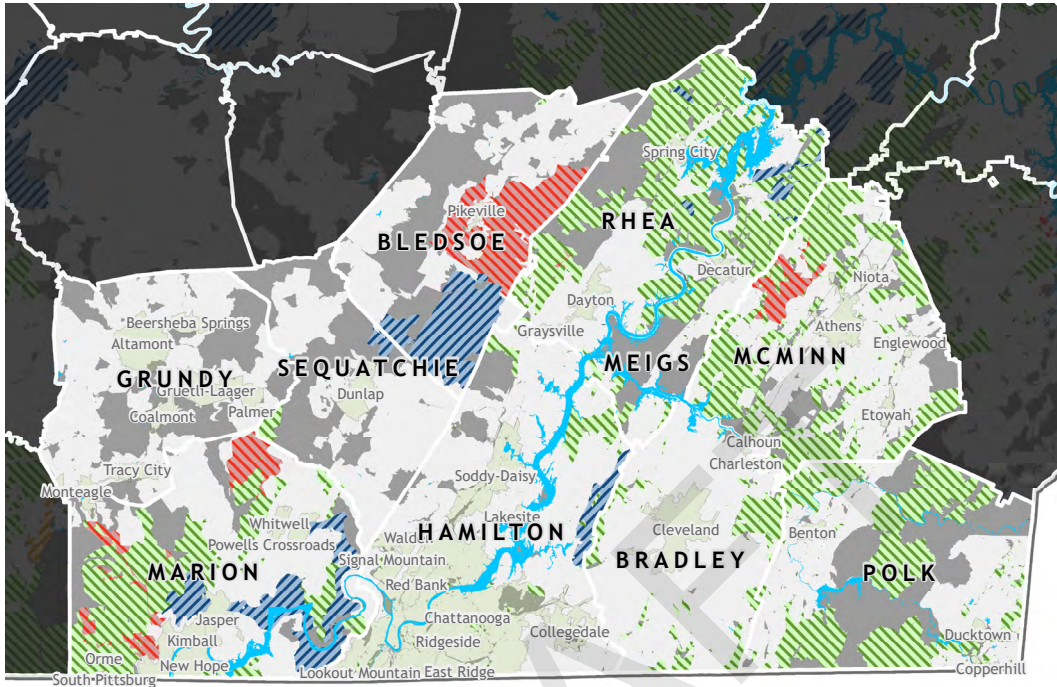 Spring City
Pikeville
RHEA
BLEDSOE
Decatur
Niota
Dayton
Beersheba Springs
Graysville
Athens
Altamont
Englewood
SEQUATCHIE
MEIGS
MCMINN
GRUNDY
Gruetli-Laager
Dunlap
Palmer
Coalmont
Etowah
Calhoun
Tracy City
Soddy-Daisy
Charleston
Monteagle
Lakesite
Whitwell
HAMILTON
Cleveland
Benton
Powells Crossroads
Walden
Signal Mountain
BRADLEY
MARION
Red Bank
POLK
Jasper
Chattanooga
Kimball
Ridgeside
Collegedale
Ducktown
Orme
New Hope
Lookout Mountain
East Ridge
Copperhill
South Pittsburg